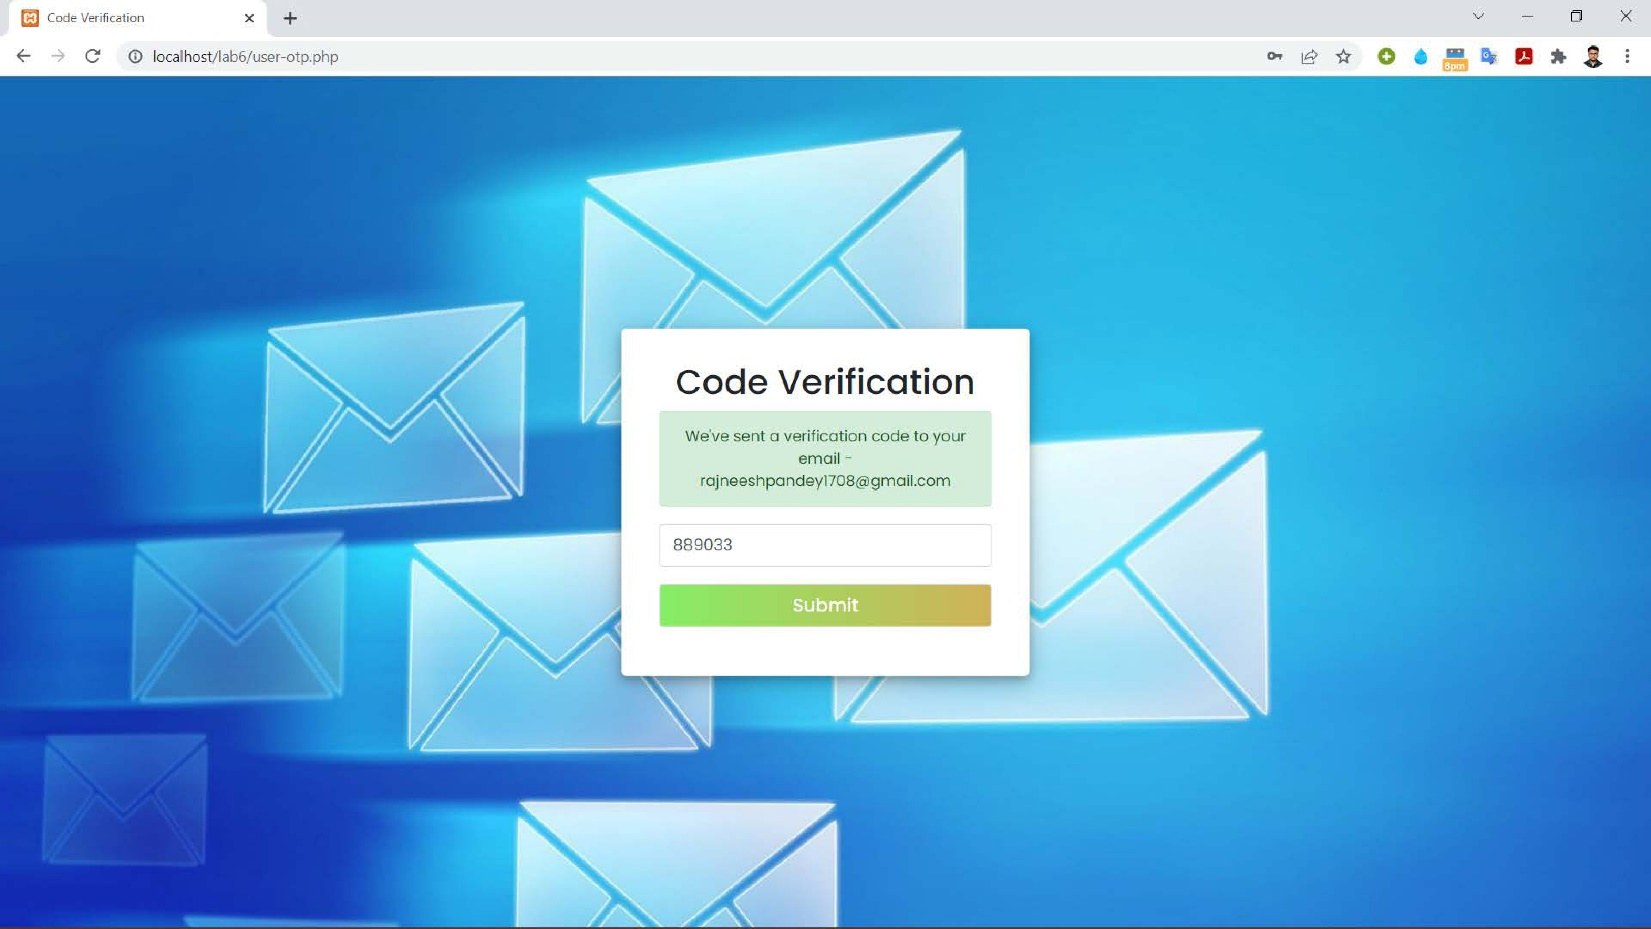 Code Verification
localhost/lab6/user-otp.php
8pm
Code Verification
We've sent a verification code to your
email -
rajneeshpandey1708@gmail.com
889033
Submit